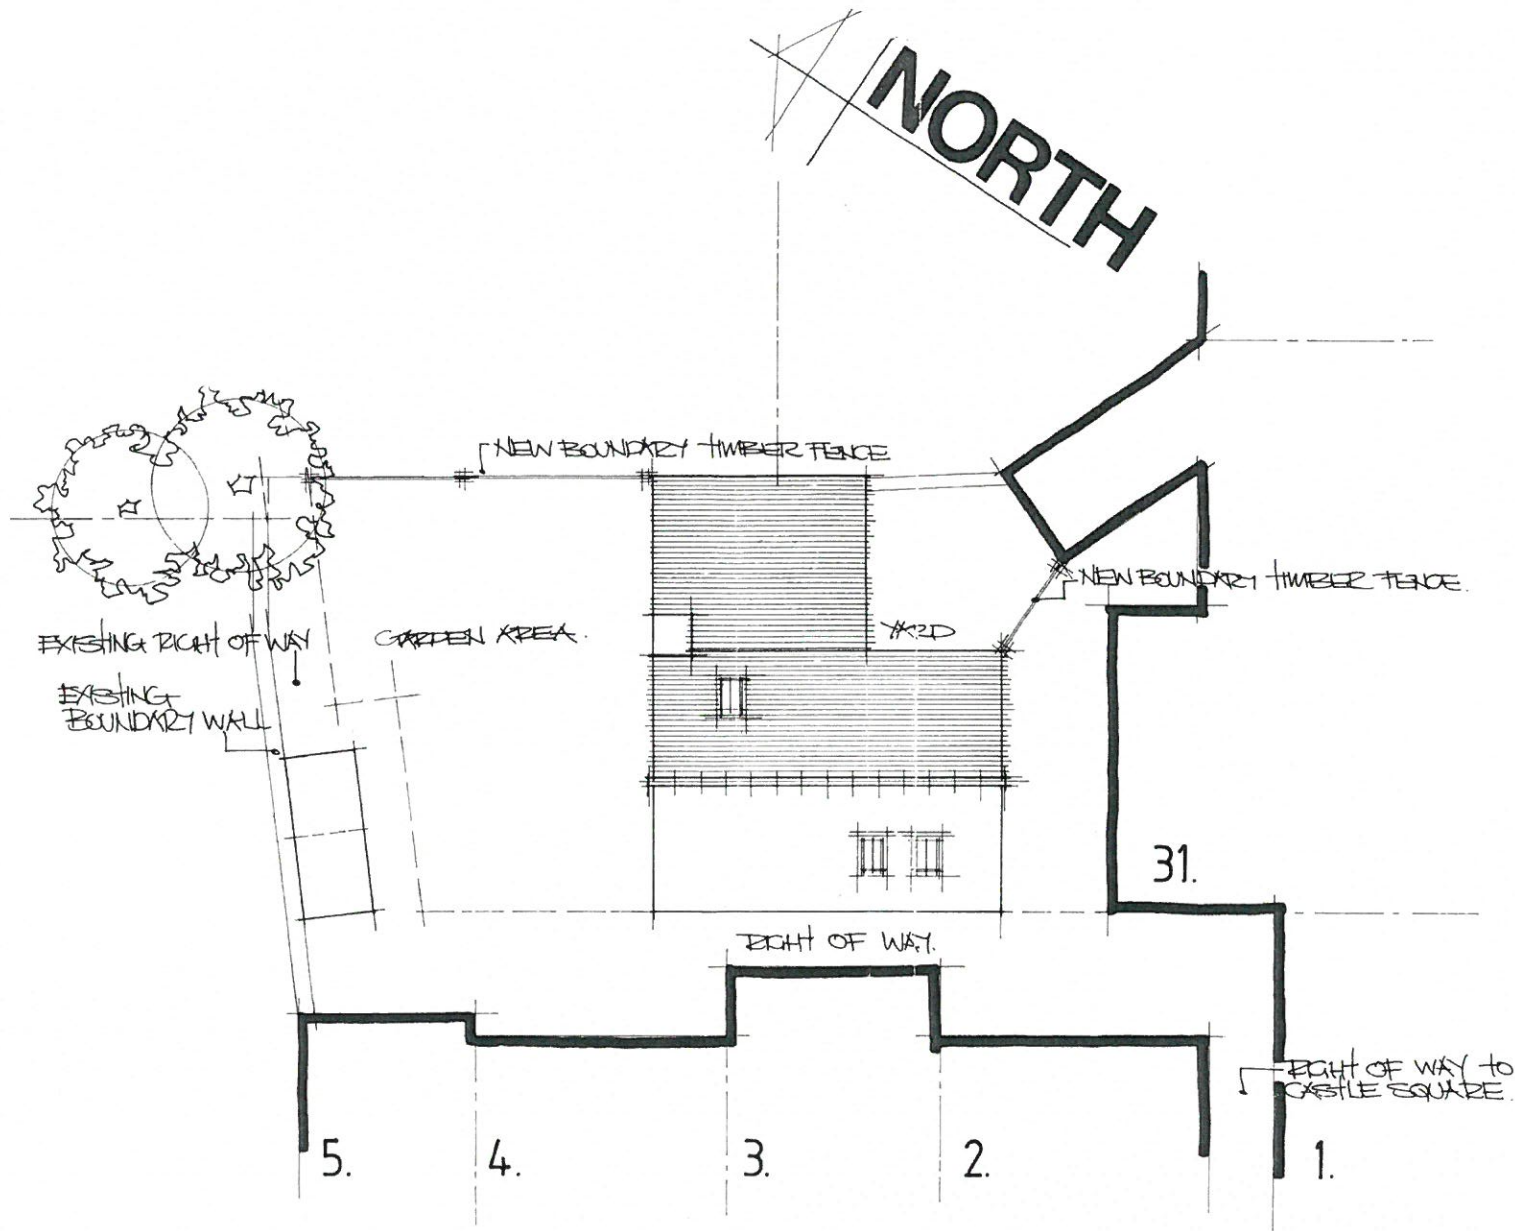 NORTH
NEW BOUNDARY TIMBER FENCE
NEW BOUNDARY TIMBER FENCE.
EXISTING RIGHT OF WAY
GARDEN AREA.
YARD
EXISTING
BOUNDARY WALL
31.
RIGHT OF WAY.
RIGHT OF WAY TO
CASTLE SQUARE.
5.
4.
3.
2.
1.